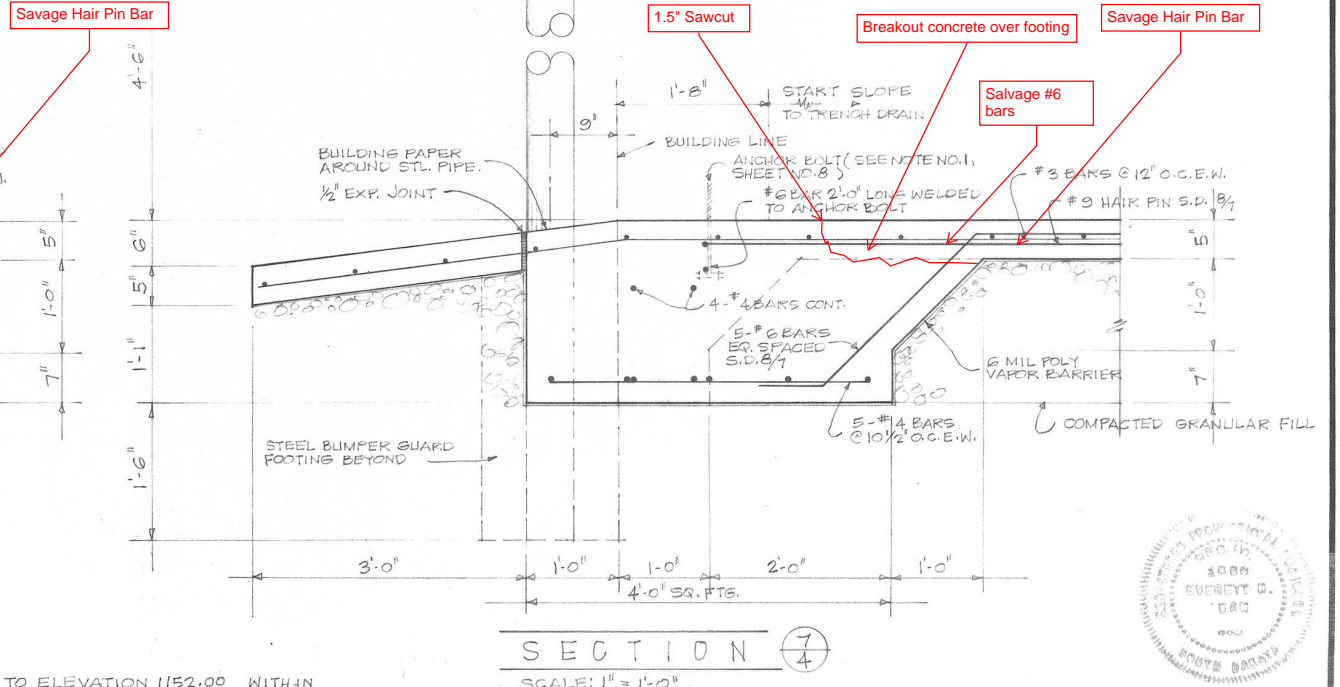 Savage Hair Pin Bar
1.5" Sawcut
Breakout concrete over footing
Savage Hair Pin Bar
Salvage #6
bars
4'-6"
1'-8"
START SLOPE
TO TRENCH DRAIN
9"
BUILDING LINE
BUILDING PAPER
AROUND STL. PIPE.
1/2" EXP. JOINT
ANCHOR BOLT (SEE NOTE NO.1,
SHEET NO.8)
#6 BAR 2'-0" LONG WELDED
TO ANCHOR BOLT
#3 BARS @ 12" O.C.E.W.
#9 HAIR PIN S.D. 8/7
5"
6"
5"
5"
1'-0"
1'-1"
7"
1'-0"
7"
4-#4 BARS CONT.
5-#6 BARS
EQ. SPACED
S.D. 8/7
6 MIL POLY
VAPOR BARRIER
5-#4 BARS
@ 10 1/2" O.C.E.W.
COMPACTED GRANULAR FILL
STEEL BUMPER GUARD
FOOTING BEYOND
1'-6"
3'-0"
1'-0"
1'-0"
2'-0"
1'-0"
4'-0" SQ. FTG.
SECTION 7/4
SCALE: 1" = 1'-0"
TO ELEVATION 1152.00 WITHIN
REG. NO.
EVERETT
SOUTH DAKOTA